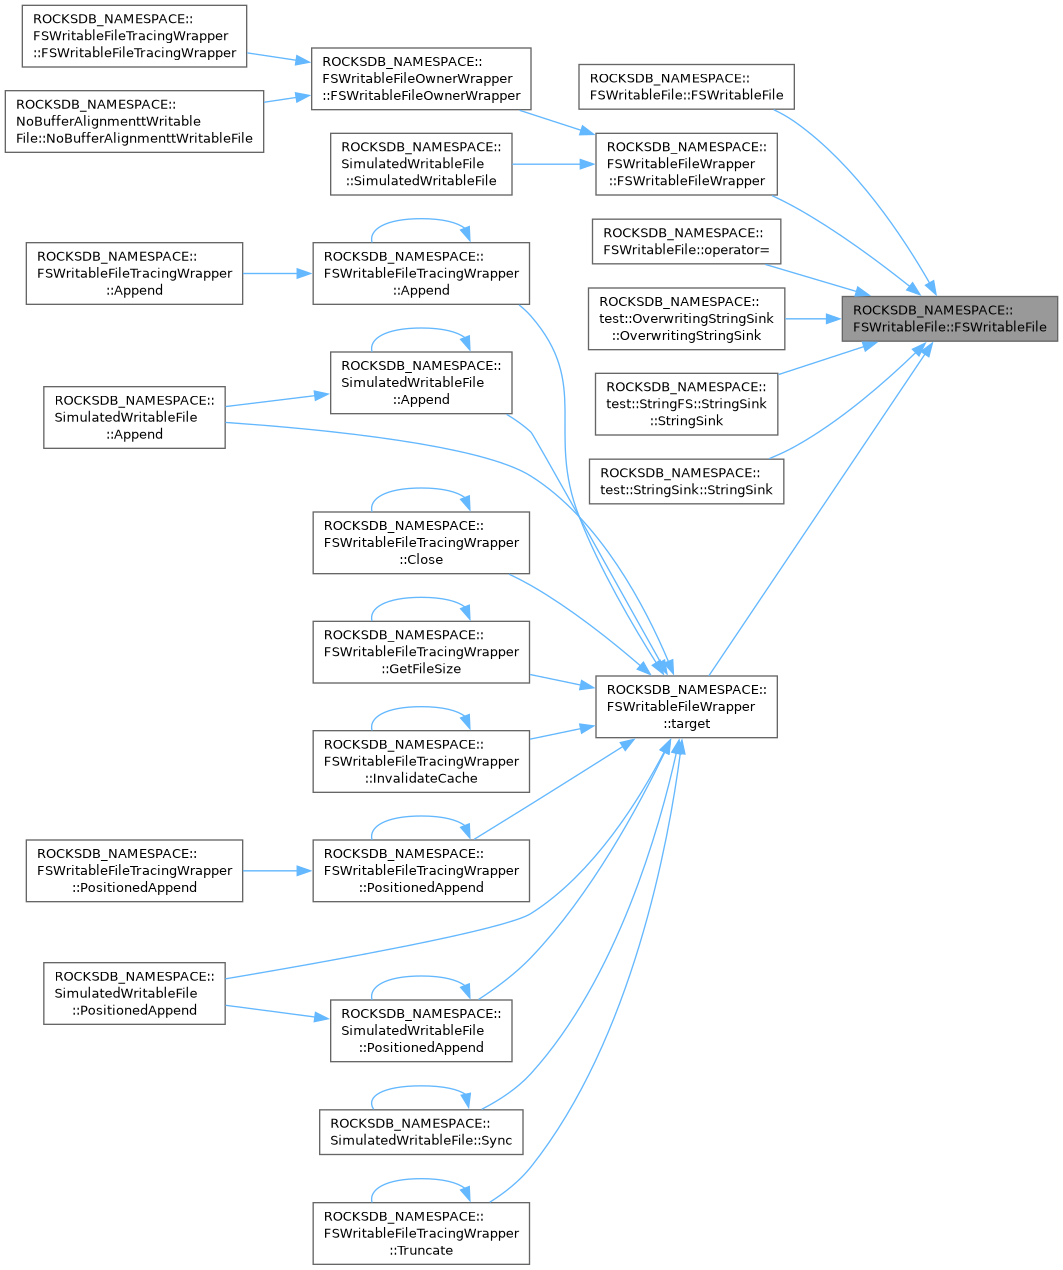 ROCKSDB_NAMESPACE::
FSWritableFileTracingWrapper
::FSWritableFileTracingWrapper
ROCKSDB_NAMESPACE::
NoBufferAlignmenttWritable
File::NoBufferAlignmenttWritableFile
ROCKSDB_NAMESPACE::
FSWritableFileOwnerWrapper
::FSWritableFileOwnerWrapper
ROCKSDB_NAMESPACE::
SimulatedWritableFile
::SimulatedWritableFile
ROCKSDB_NAMESPACE::
FSWritableFile::FSWritableFile
ROCKSDB_NAMESPACE::
FSWritableFileWrapper
::FSWritableFileWrapper
ROCKSDB_NAMESPACE::
FSWritableFile::operator=
ROCKSDB_NAMESPACE::
test::OverwritingStringSink
::OverwritingStringSink
ROCKSDB_NAMESPACE::
test::StringFS::StringSink
::StringSink
ROCKSDB_NAMESPACE::
test::StringSink::StringSink
ROCKSDB_NAMESPACE::
FSWritableFile::FSWritableFile
ROCKSDB_NAMESPACE::
FSWritableFileTracingWrapper
::Append
ROCKSDB_NAMESPACE::
FSWritableFileTracingWrapper
::Append
ROCKSDB_NAMESPACE::
SimulatedWritableFile
::Append
ROCKSDB_NAMESPACE::
SimulatedWritableFile
::Append
ROCKSDB_NAMESPACE::
FSWritableFileTracingWrapper
::Close
ROCKSDB_NAMESPACE::
FSWritableFileTracingWrapper
::GetFileSize
ROCKSDB_NAMESPACE::
FSWritableFileWrapper
::target
ROCKSDB_NAMESPACE::
FSWritableFileTracingWrapper
::InvalidateCache
ROCKSDB_NAMESPACE::
FSWritableFileTracingWrapper
::PositionedAppend
ROCKSDB_NAMESPACE::
FSWritableFileTracingWrapper
::PositionedAppend
ROCKSDB_NAMESPACE::
SimulatedWritableFile
::PositionedAppend
ROCKSDB_NAMESPACE::
SimulatedWritableFile
::PositionedAppend
ROCKSDB_NAMESPACE::
SimulatedWritableFile::Sync
ROCKSDB_NAMESPACE::
FSWritableFileTracingWrapper
::Truncate